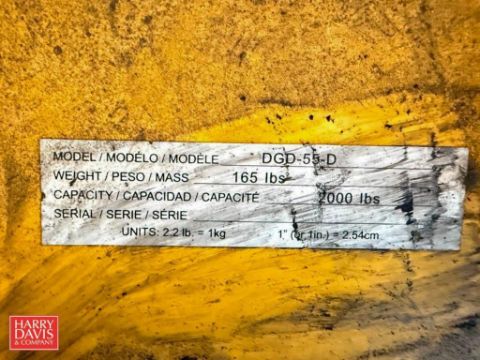 MODEL / MODÉLO / MODÈLE DGD-55-D
WEIGHT / PESO / MASS 165 lbs
CAPACITY / CAPACIDAD / CAPACITÉ 2000 lbs
SERIAL / SERIE / SÉRIE
UNITS: 2.2 lb. = 1kg 1" (or 1in.) = 2.54cm
HARRY
DAVIS
& COMPANY